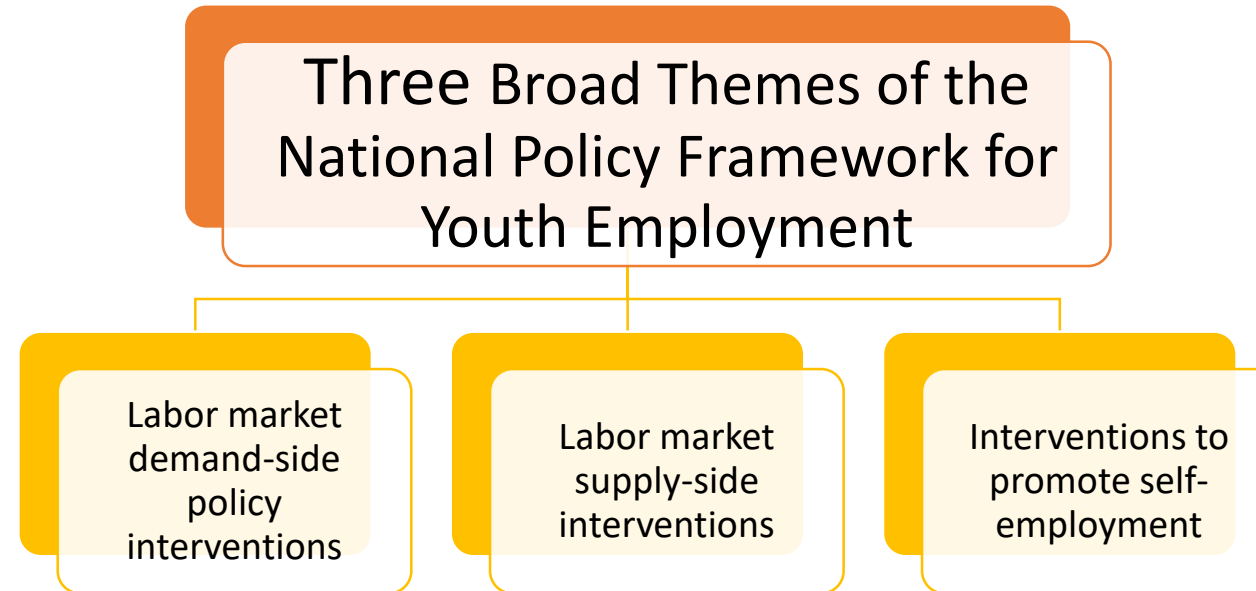 Three Broad Themes of the
National Policy Framework for
Youth Employment
Labor market
demand-side
policy
interventions
Labor market
supply-side
interventions
Interventions to
promote self-
employment